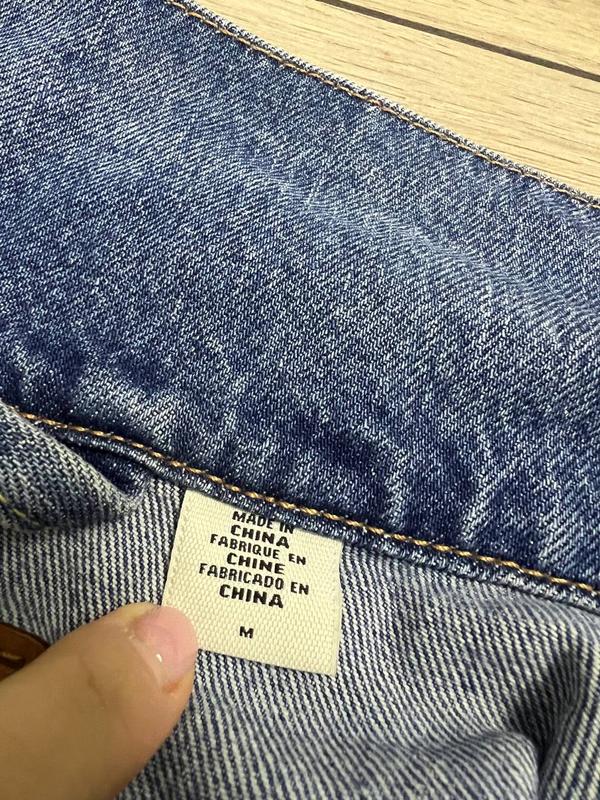 MADE IN
CHINA
FABRIQUE EN
CHINE
FABRICADO EN
CHINA
M